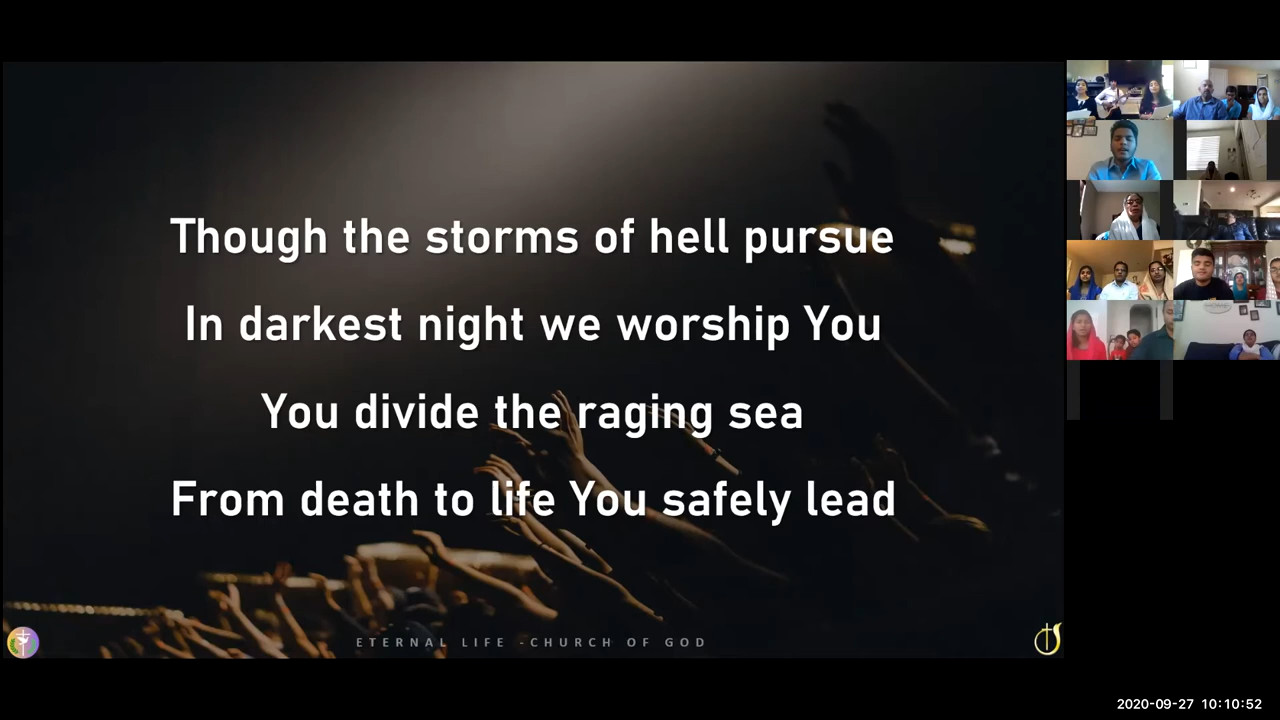 Though the storms of hell pursue
In darkest night we worship You
You divide the raging sea
From death to life You safely lead
ETERNAL LIFE -CHURCH OF GOD
2020-09-27 10:10:52